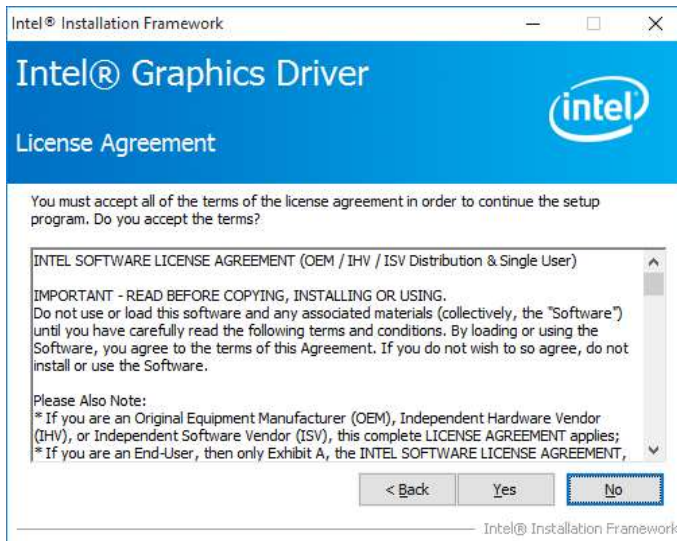 Intel® Installation Framework
Intel® Graphics Driver
intel
License Agreement
You must accept all of the terms of the license agreement in order to continue the setup
program. Do you accept the terms?
INTEL SOFTWARE LICENSE AGREEMENT (OEM / IHV / ISV Distribution & Single User)
IMPORTANT - READ BEFORE COPYING, INSTALLING OR USING.
Do not use or load this software and any associated materials (collectively, the "Software")
until you have carefully read the following terms and conditions. By loading or using the
Software, you agree to the terms of this Agreement. If you do not wish to so agree, do not
install or use the Software.
Please Also Note:
* If you are an Original Equipment Manufacturer (OEM), Independent Hardware Vendor
(IHV), or Independent Software Vendor (ISV), this complete LICENSE AGREEMENT applies;
* If you are an End-User, then only Exhibit A, the INTEL SOFTWARE LICENSE AGREEMENT,
< Back Yes No
Intel® Installation Framework